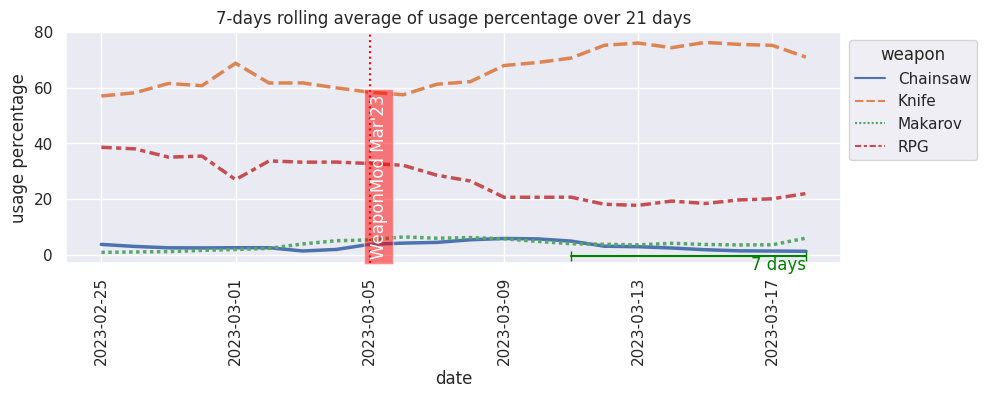 7-days rolling average of usage percentage over 21 days
usage percentage
80
60
40
20
0
WeaponMod Mar'23
7 days
2023-02-25
2023-03-01
2023-03-05
2023-03-09
2023-03-13
2023-03-17
date
weapon
Chainsaw
Knife
Makarov
RPG